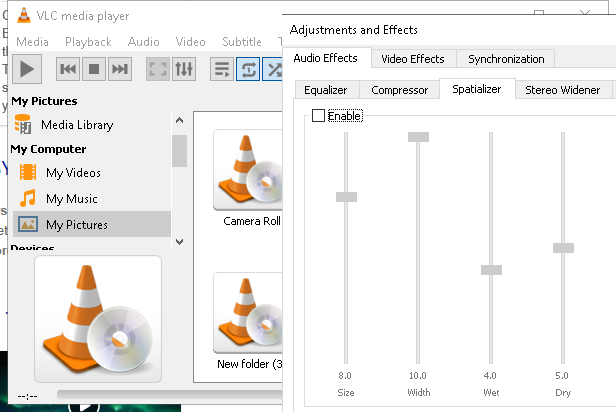 VLC media player
Media Playback Audio Video Subtitle
My Pictures
Media Library
My Computer
My Videos
My Music
My Pictures
Devices
Camera Roll
New folder (3
--:--
Adjustments and Effects
Audio Effects Video Effects Synchronization
Equalizer Compressor Spatializer Stereo Widener
Enable
8.0 10.0 4.0 5.0
Size Width Wet Dry